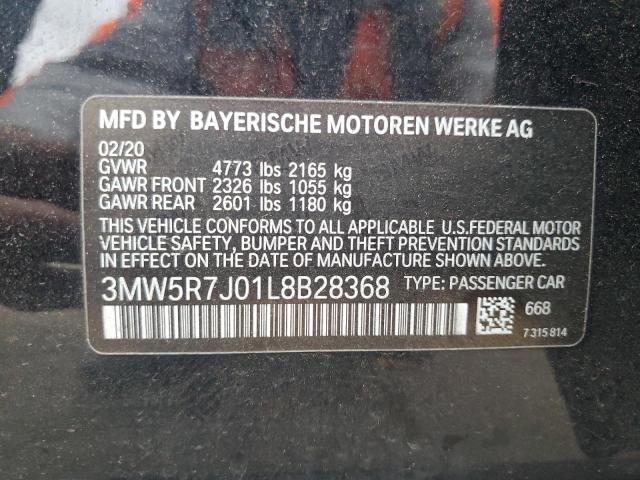 MFD BY BAYERISCHE MOTOREN WERKE AG
02/20
GVWR 4773 lbs 2165 kg
GAWR FRONT 2326 lbs 1055 kg
GAWR REAR 2601 lbs 1180 kg
THIS VEHICLE CONFORMS TO ALL APPLICABLE U.S.FEDERAL MOTOR
VEHICLE SAFETY, BUMPER AND THEFT PREVENTION STANDARDS
IN EFFECT ON THE DATE OF MANUFACTURE SHOWN ABOVE.
3MW5R7J01L8B28368 TYPE: PASSENGER CAR
668
7 315 814